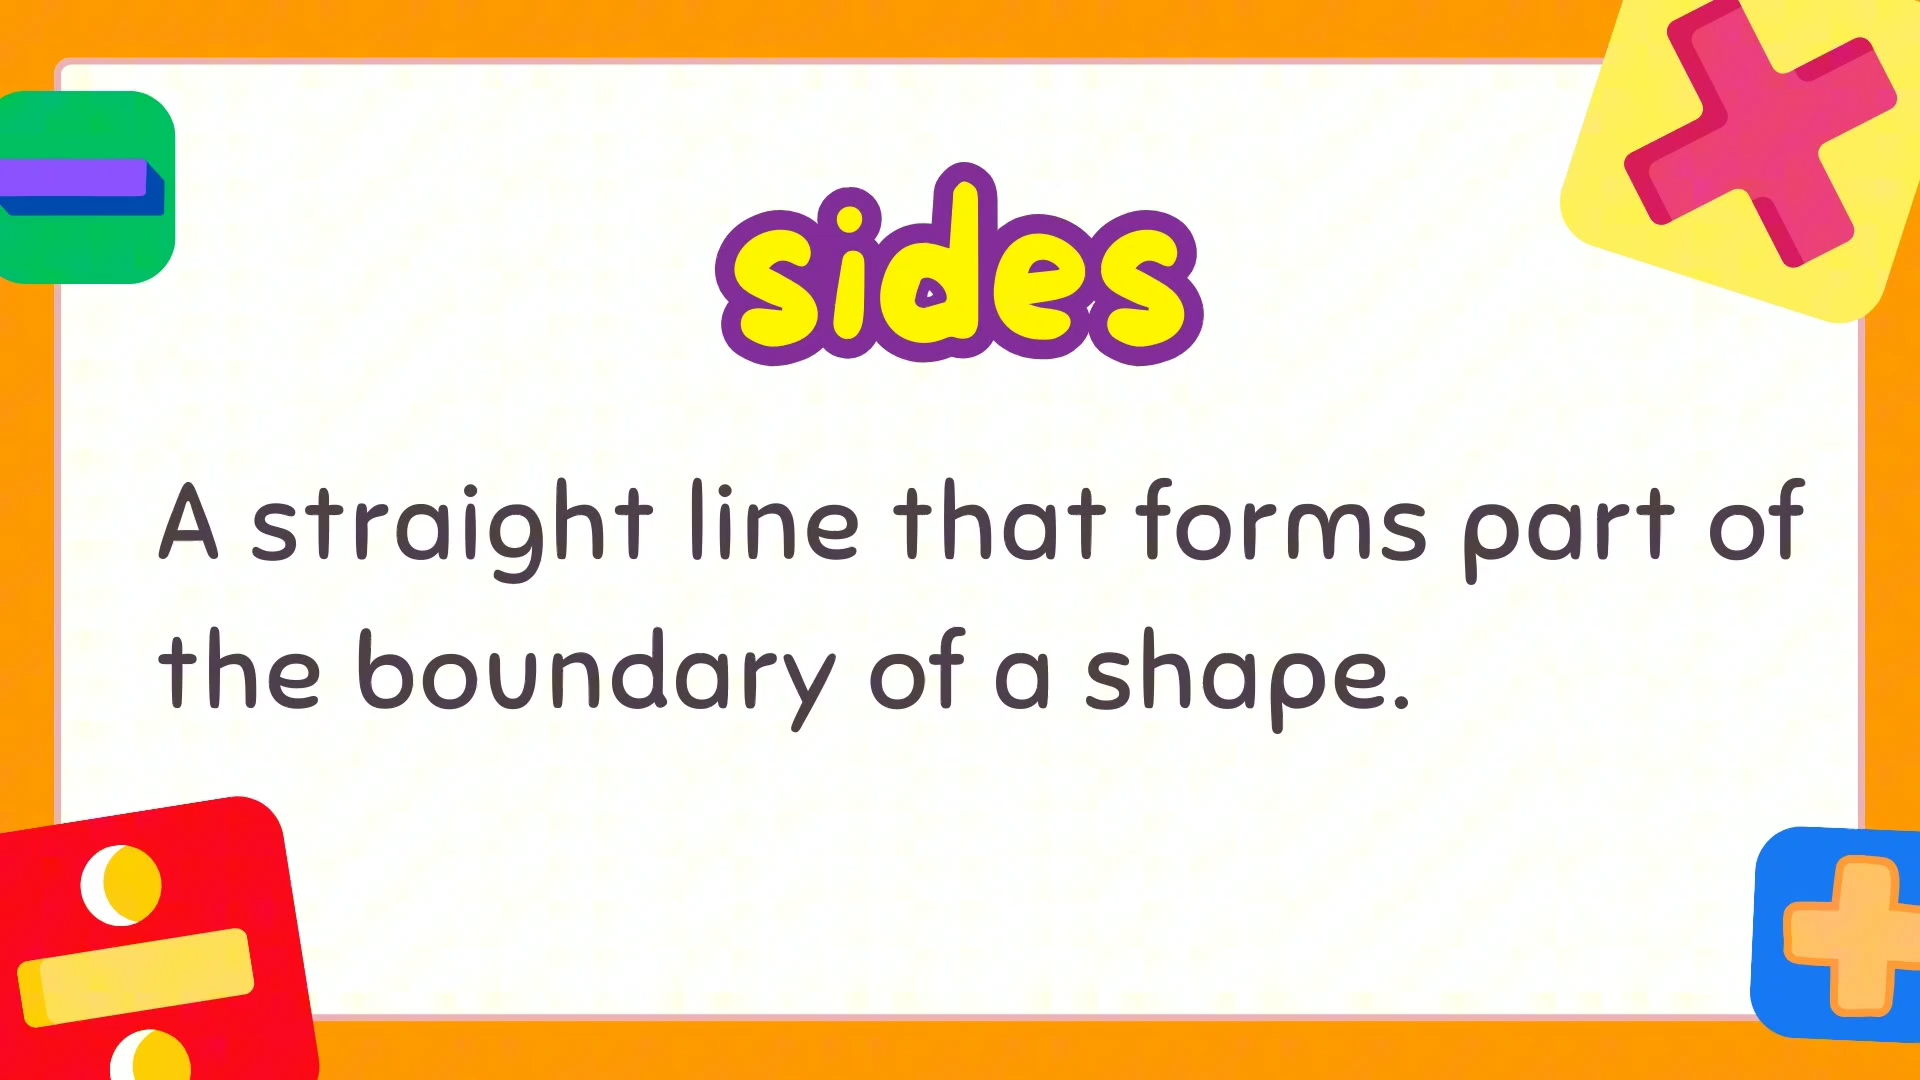 sides
A straight line that forms part of
the boundary of a shape.